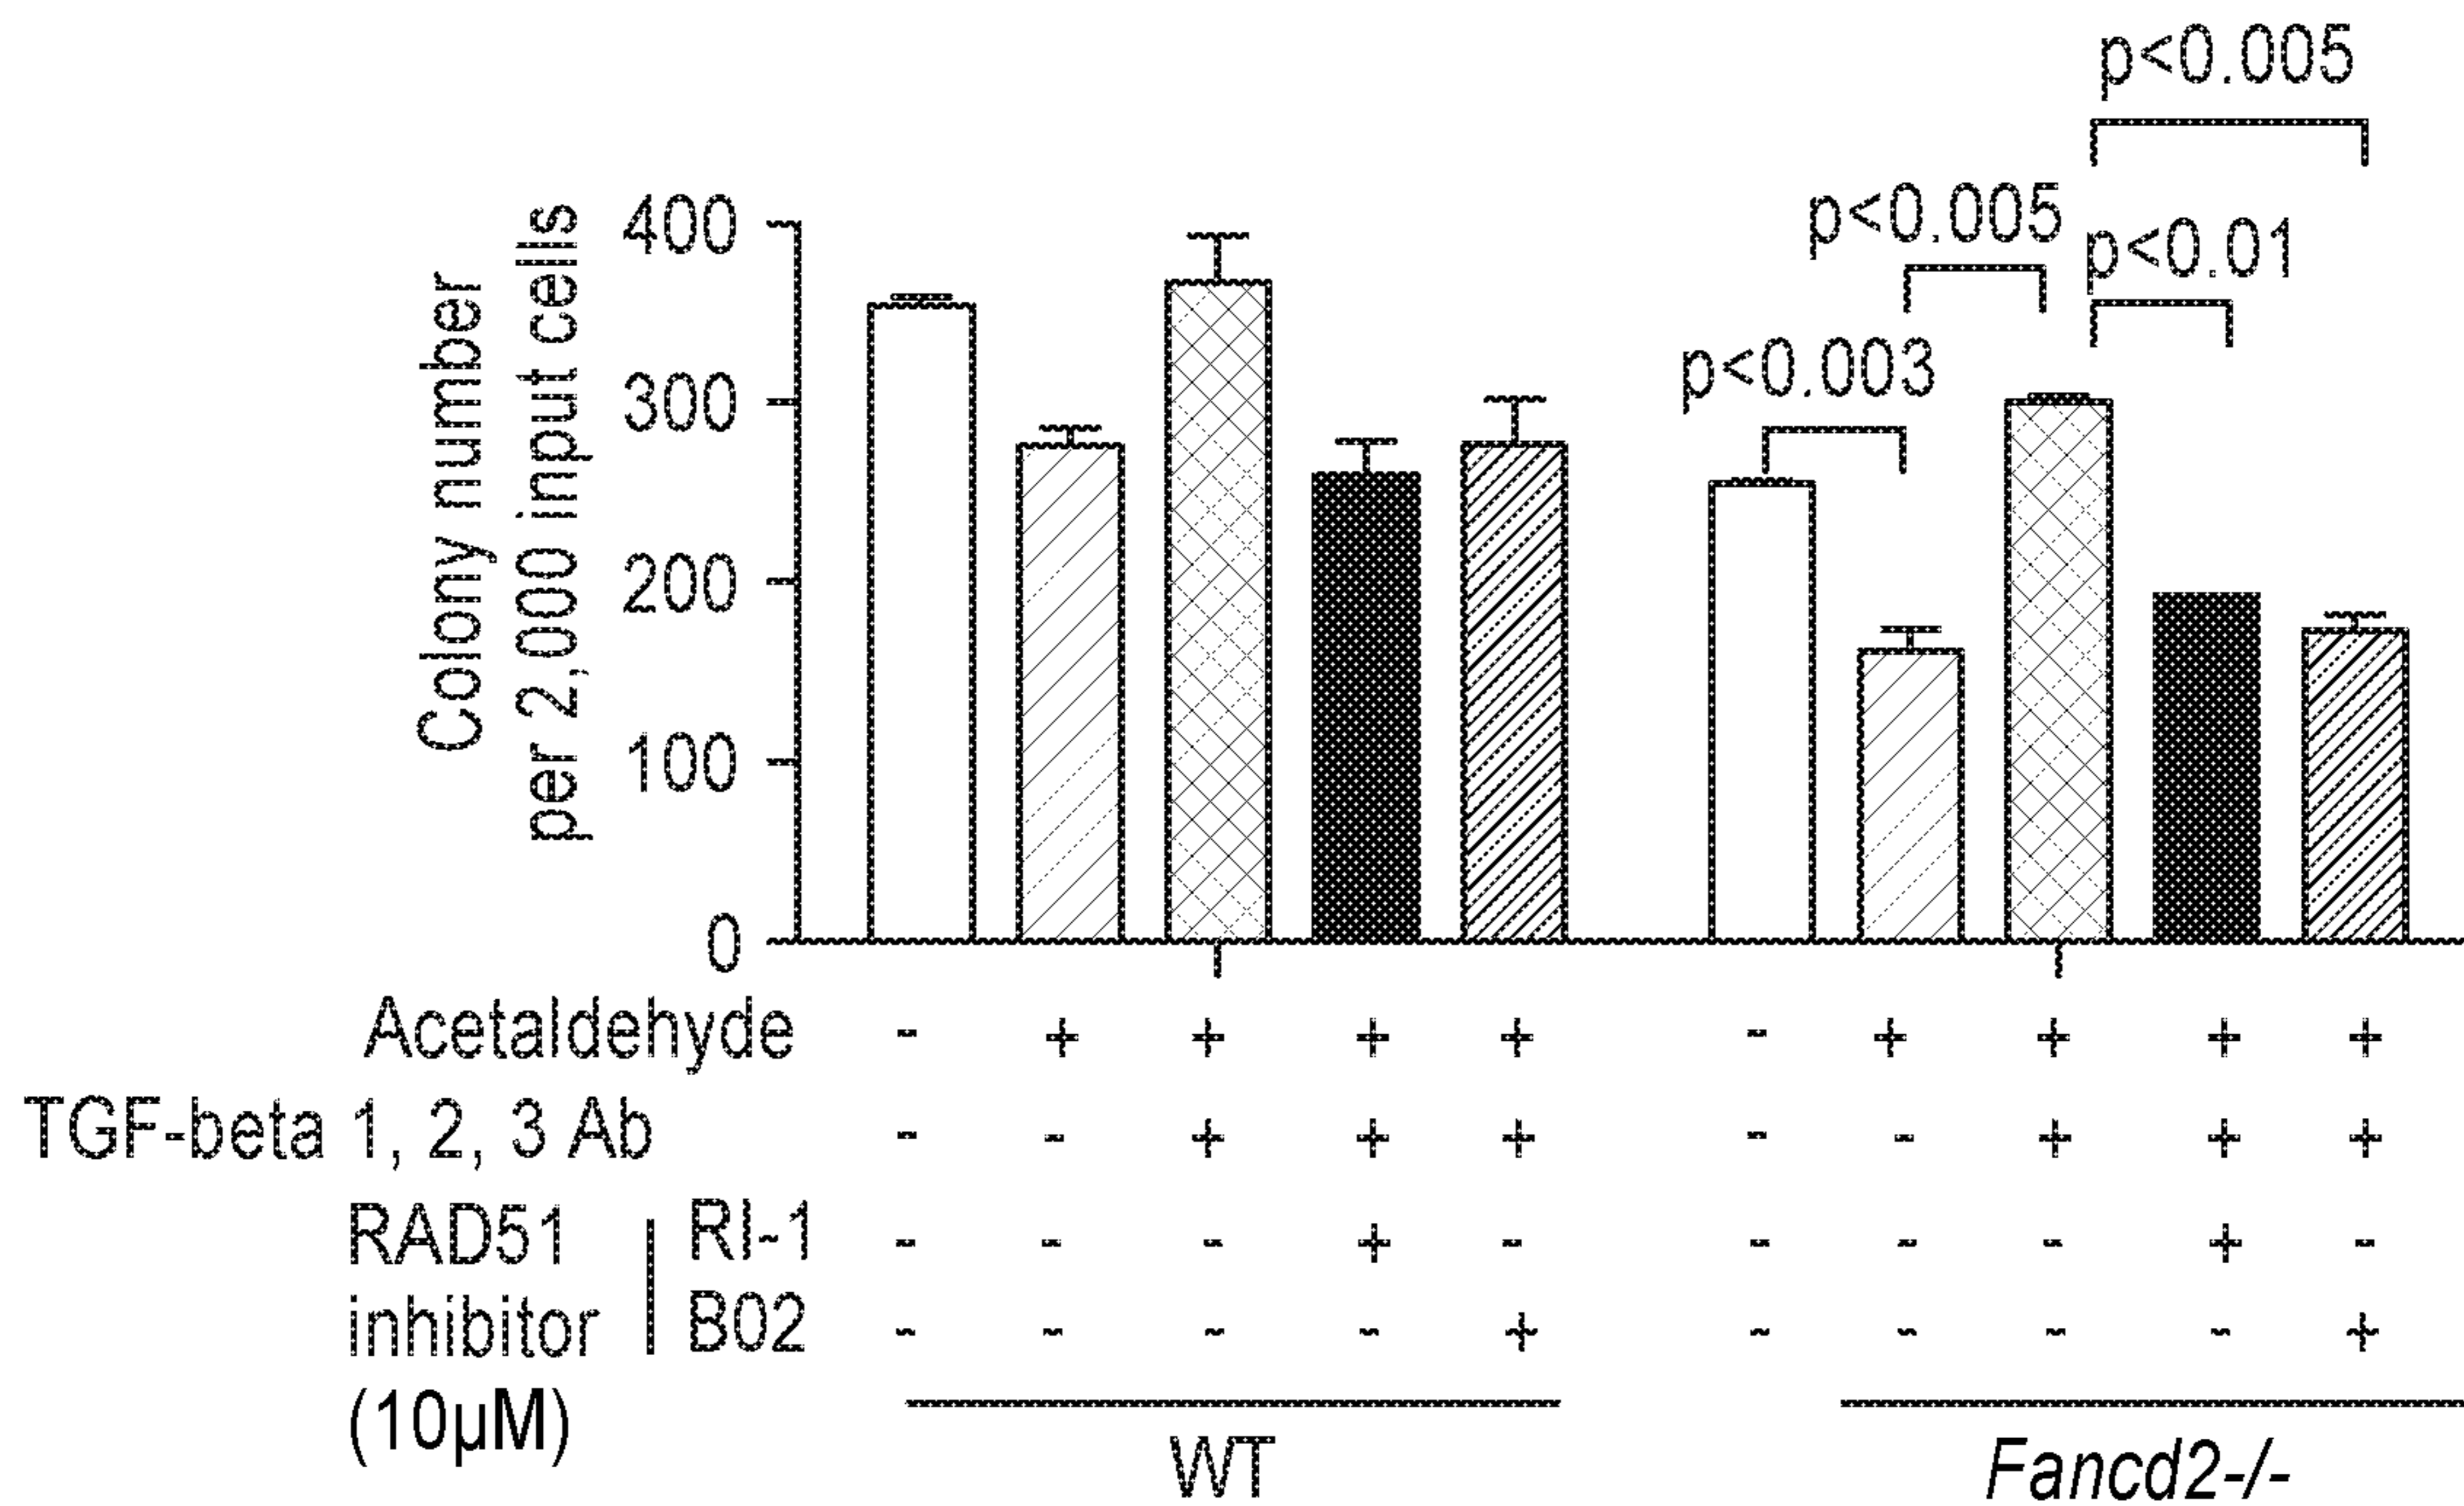 p<0.005
p<0.005
p<0.01
p<0.003
Colony number
per 2,000 input cells
400
300
200
100
0
Acetaldehyde - + + + + - + + + +
TGF-beta 1, 2, 3 Ab - - + + + - - + + +
RAD51 inhibitor (10µM)
RI-1 - - - + - - - - + -
B02 - - - - + - - - - +
WT
Fancd2-/-